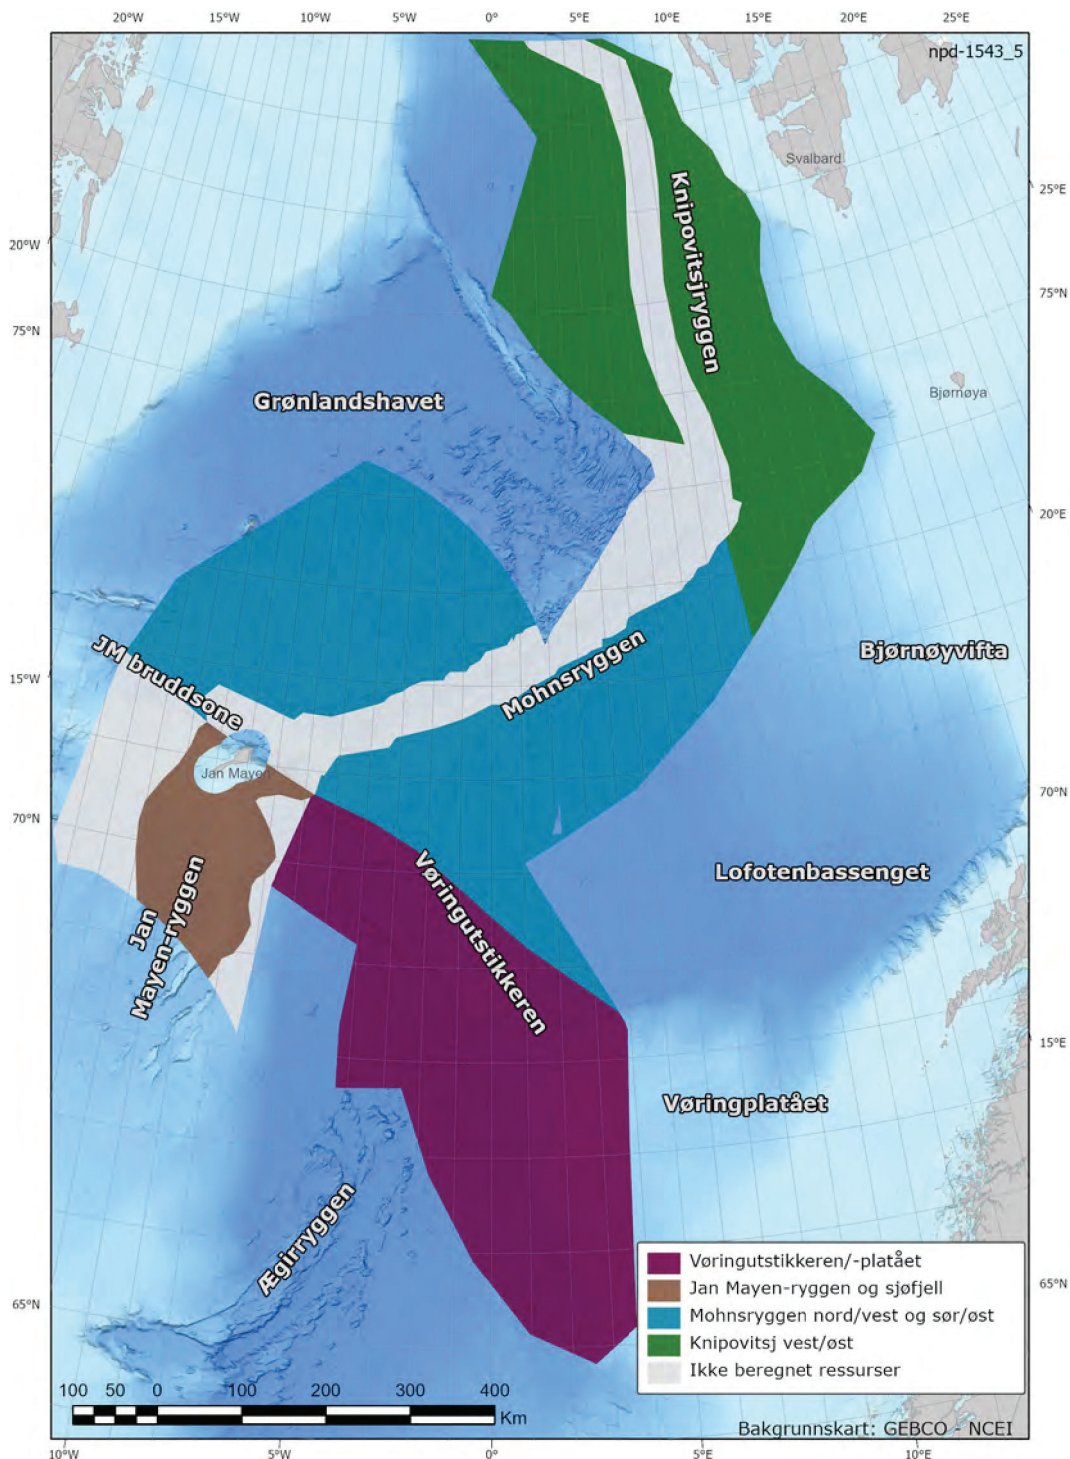 20°W 15°W 10°W 5°W 0° 5°E 10°E 15°E 20°E 25°E
npd-1543_5
Svalbard
25°E
Knipovitsjryggen
20°W
75°N
75°N
Bjørnøya
Grønlandshavet
20°E
JM bruddsone
Mohnsryggen
Bjørnøyvifta
15°W
Jan Mayen
70°N
70°N
Vøringutstikkeren
Lofotenbassenget
Jan
Mayen-ryggen
15°E
Vøringplatået
Ægirryggen
Vøringutstikkeren/-platået
Jan Mayen-ryggen og sjøfjell
Mohnsryggen nord/vest og sør/øst
Knipovitsj vest/øst
Ikke beregnet ressurser
65°N
65°N
100 50 0 100 200 300 400
Km
Bakgrunnskart: GEBCO - NCEI
10°W 5°W 0° 5°E 10°E